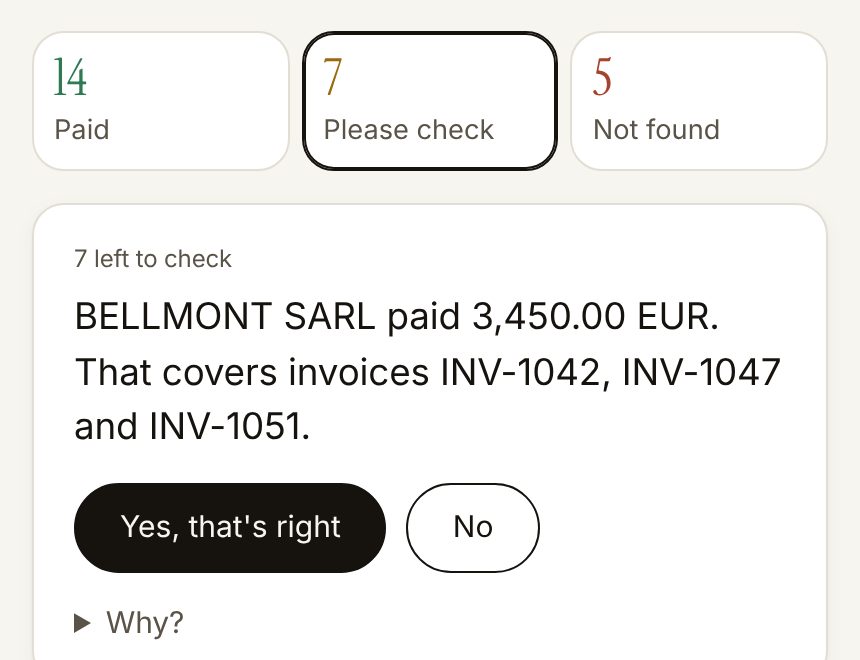 14
Paid
7
Please check
5
Not found
7 left to check
BELLMONT SARL paid 3,450.00 EUR.
That covers invoices INV-1042, INV-1047
and INV-1051.
Yes, that's right
No
Why?